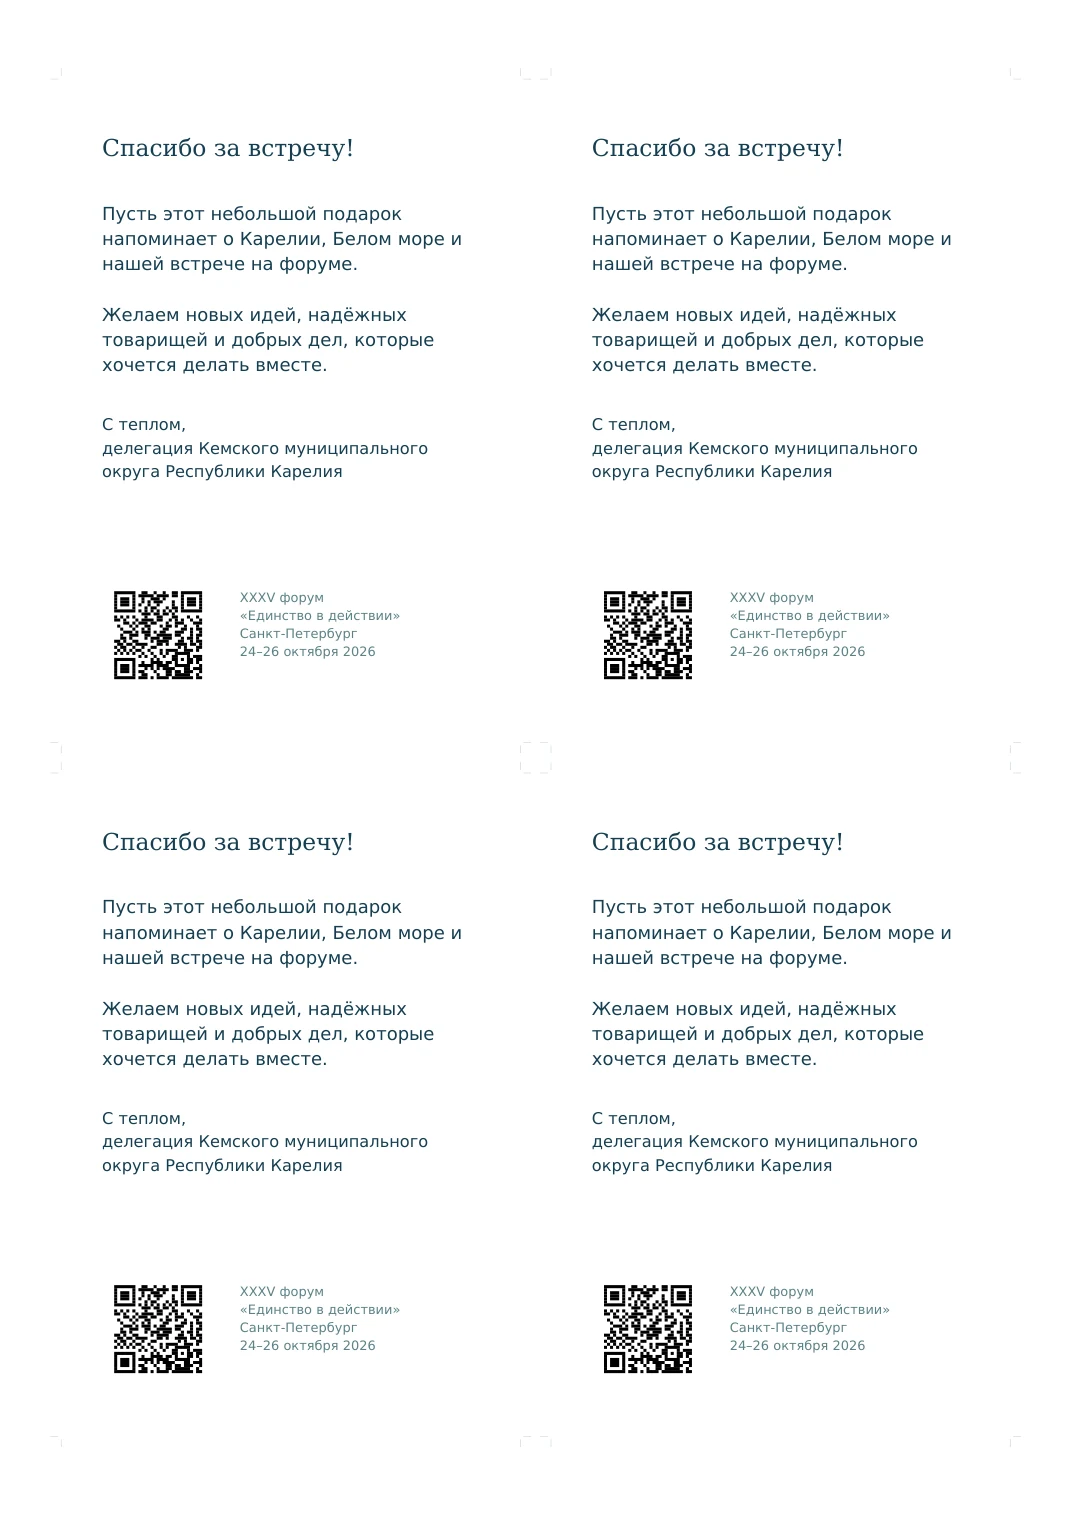 Спасибо за встречу!
Пусть этот небольшой подарок
напоминает о Карелии, Белом море и
нашей встрече на форуме.
Желаем новых идей, надёжных
товарищей и добрых дел, которые
хочется делать вместе.
С теплом,
делегация Кемского муниципального
округа Республики Карелия
XXXV форум
«Единство в действии»
Санкт-Петербург
24–26 октября 2026
Спасибо за встречу!
Пусть этот небольшой подарок
напоминает о Карелии, Белом море и
нашей встрече на форуме.
Желаем новых идей, надёжных
товарищей и добрых дел, которые
хочется делать вместе.
С теплом,
делегация Кемского муниципального
округа Республики Карелия
XXXV форум
«Единство в действии»
Санкт-Петербург
24–26 октября 2026
Спасибо за встречу!
Пусть этот небольшой подарок
напоминает о Карелии, Белом море и
нашей встрече на форуме.
Желаем новых идей, надёжных
товарищей и добрых дел, которые
хочется делать вместе.
С теплом,
делегация Кемского муниципального
округа Республики Карелия
XXXV форум
«Единство в действии»
Санкт-Петербург
24–26 октября 2026
Спасибо за встречу!
Пусть этот небольшой подарок
напоминает о Карелии, Белом море и
нашей встрече на форуме.
Желаем новых идей, надёжных
товарищей и добрых дел, которые
хочется делать вместе.
С теплом,
делегация Кемского муниципального
округа Республики Карелия
XXXV форум
«Единство в действии»
Санкт-Петербург
24–26 октября 2026